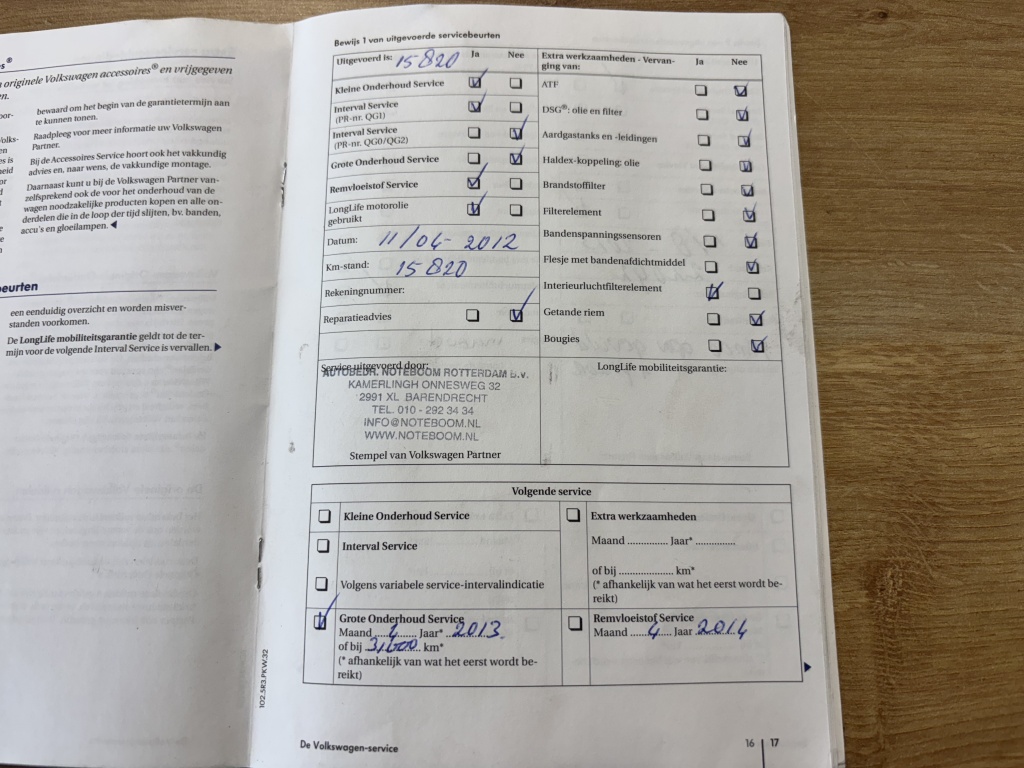 es®
originele Volkswagen accessoires® en vrijgegeven
en.
bewaard om het begin van de garantietermijn aan
te kunnen tonen.
Raadpleeg voor meer informatie uw Volkswagen
Partner.
Bij de Accessoires Service hoort ook het vakkundig
advies en, naar wens, de vakkundige montage.
Daarnaast kunt u bij de Volkswagen Partner van-
zelfsprekend ook de voor het onderhoud van de
wagen noodzakelijke producten kopen en alle on-
derdelen die in de loop der tijd slijten, bv. banden,
accu's en gloeilampen. ◀
beurten
een eenduidig overzicht en worden misver-
standen voorkomen.
De LongLife mobiliteitsgarantie geldt tot de ter-
mijn voor de volgende Interval Service is vervallen. ▶
Bewijs 1 van uitgevoerde servicebeurten
Uitgevoerd is: 15820 Ja Nee
Kleine Onderhoud Service
Interval Service
(PR-nr. QG1)
Interval Service
(PR-nr. QG0/QG2)
Grote Onderhoud Service
Remvloeistof Service
LongLife motorolie
gebruikt
Datum: 11/04-2012
Km-stand: 15820
Rekeningnummer:
Reparatieadvies
Extra werkzaamheden - Vervan-
ging van: Ja Nee
ATF
DSG®: olie en filter
Aardgastanks en -leidingen
Haldex-koppeling: olie
Brandstoffilter
Filterelement
Bandenspanningssensoren
Flesje met bandenafdichtmiddel
Interieurluchtfilterelement
Getande riem
Bougies
Service uitgevoerd door:
AUTOBEDR. NOTEBOOM ROTTERDAM B.V.
KAMERLINGH ONNESWEG 32
2991 XL BARENDRECHT
TEL. 010 - 292 34 34
INFO@NOTEBOOM.NL
WWW.NOTEBOOM.NL
Stempel van Volkswagen Partner
LongLife mobiliteitsgarantie:
Volgende service
Kleine Onderhoud Service
Interval Service
Volgens variabele service-intervalindicatie
Grote Onderhoud Service
Maand 4 Jaar* 2013
of bij 31,600 km*
(* afhankelijk van wat het eerst wordt be-
reikt)
Extra werkzaamheden
Maand ............... Jaar* ...............
of bij .................... km*
(* afhankelijk van wat het eerst wordt be-
reikt)
Remvloeistof Service
Maand 4 Jaar 2014
102.5R3.PKW.32
De Volkswagen-service
16 | 17